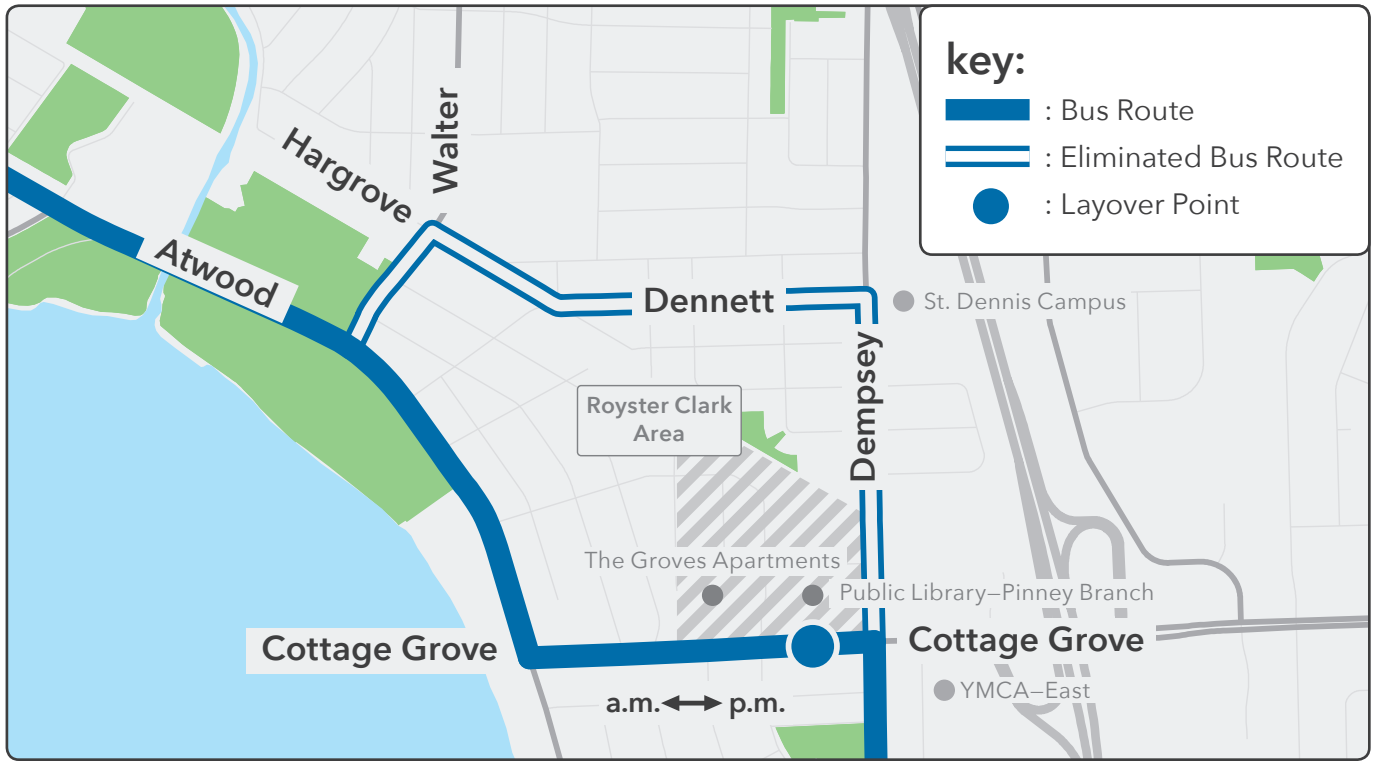 key:
: Bus Route
: Eliminated Bus Route
: Layover Point
Walter
Hargrove
Atwood
Dennett
St. Dennis Campus
Dempsey
Royster Clark
Area
The Groves Apartments
Public Library–Pinney Branch
Cottage Grove
Cottage Grove
YMCA–East
a.m. ↔ p.m.